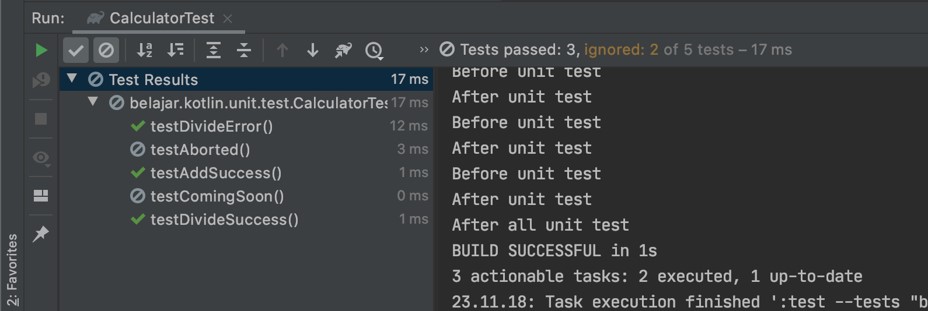 Run: CalculatorTest
Tests passed: 3, ignored: 2 of 5 tests – 17 ms
Test Results 17 ms
belajar.kotlin.unit.test.CalculatorTes 17 ms
testDivideError() 12 ms
testAborted() 3 ms
testAddSuccess() 1 ms
testComingSoon() 0 ms
testDivideSuccess() 1 ms
Before unit test
After unit test
Before unit test
After unit test
Before unit test
After unit test
After all unit test
BUILD SUCCESSFUL in 1s
3 actionable tasks: 2 executed, 1 up-to-date
23.11.18: Task execution finished ':test --tests "b
2: Favorites